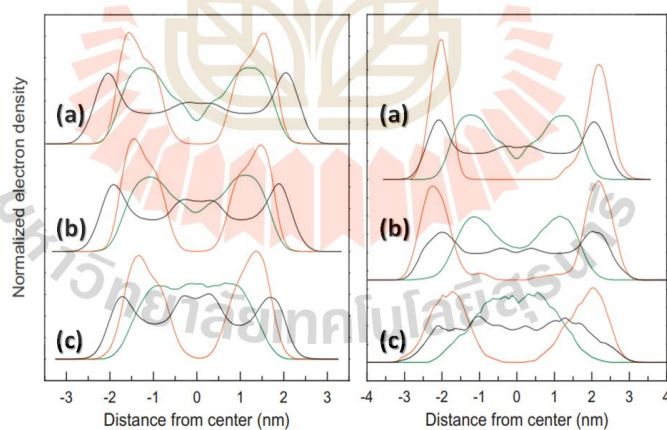 Normalized electron density
(a)
(b)
(c)
-3 -2 -1 0 1 2 3
Distance from center (nm)
(a)
(b)
(c)
-4 -3 -2 -1 0 1 2 3 4
Distance from center (nm)